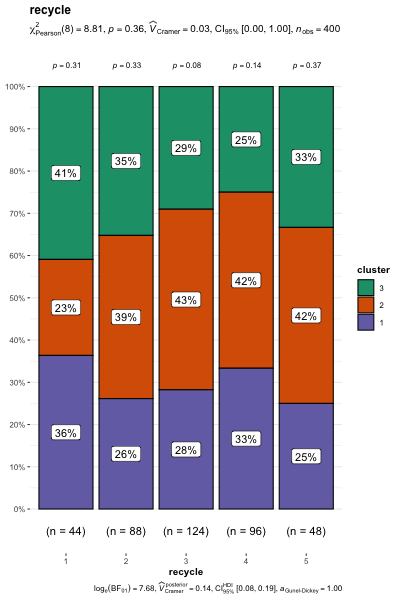 recycle
χ²Pearson(8) = 8.81, p = 0.36, V̂Cramer = 0.03, CI95% [0.00, 1.00], nobs = 400
p = 0.31 p = 0.33 p = 0.08 p = 0.14 p = 0.37
100%
90%
80%
70%
60%
50%
40%
30%
20%
10%
0%
41% 35% 29% 25% 33%
23% 39% 43% 42% 42%
36% 26% 28% 33% 25%
cluster
3
2
1
(n = 44) (n = 88) (n = 124) (n = 96) (n = 48)
1 2 3 4 5
recycle
loge(BF01) = 7.68, V̂posteriorCramer = 0.14, CIHDI95% [0.08, 0.19], aGunel-Dickey = 1.00